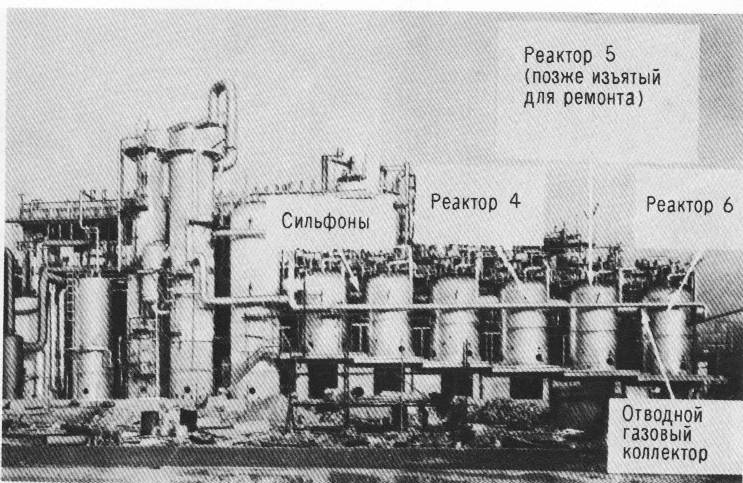 Реактор 5
(позже изъятый
для ремонта)
Сильфоны
Реактор 4
Реактор 6
Отводной
газовый
коллектор